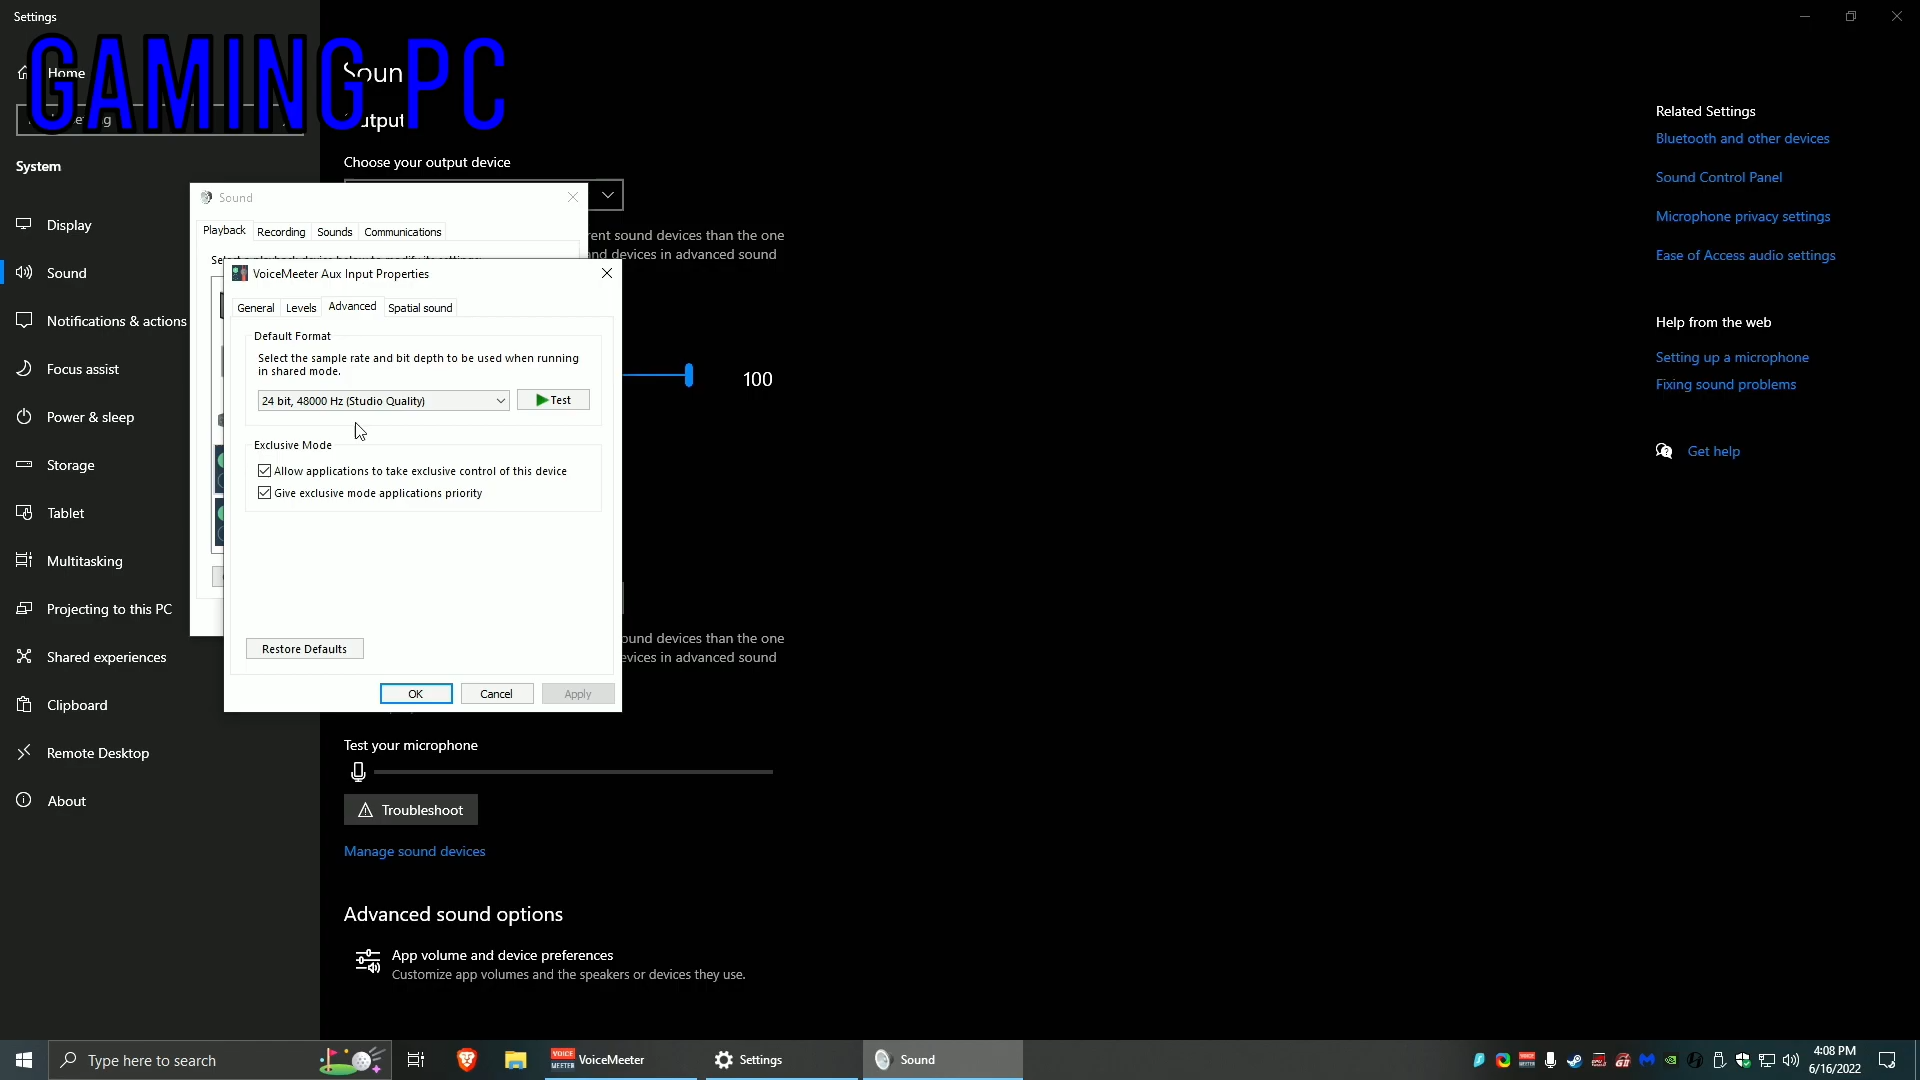 Settings
GAMING PC
Home
Sound
Output
System
Display
Sound
Notifications & actions
Focus assist
Power & sleep
Storage
Tablet
Multitasking
Projecting to this PC
Shared experiences
Clipboard
Remote Desktop
About
Choose your output device
sound devices than the one
devices in advanced sound
100
Sound
Playback
Recording
Sounds
Communications
VoiceMeeter Aux Input Properties
General
Levels
Advanced
Spatial sound
Default Format
Select the sample rate and bit depth to be used when running
in shared mode.
24 bit, 48000 Hz (Studio Quality)
Test
Exclusive Mode
Allow applications to take exclusive control of this device
Give exclusive mode applications priority
Restore Defaults
OK
Cancel
Apply
devices than the one
in advanced sound
Test your microphone
Troubleshoot
Manage sound devices
Advanced sound options
App volume and device preferences
Customize app volumes and the speakers or devices they use.
Related Settings
Bluetooth and other devices
Sound Control Panel
Microphone privacy settings
Ease of Access audio settings
Help from the web
Setting up a microphone
Fixing sound problems
Get help
Type here to search
VOICE
MEETER
VoiceMeeter
Settings
Sound
4:08 PM
6/16/2022